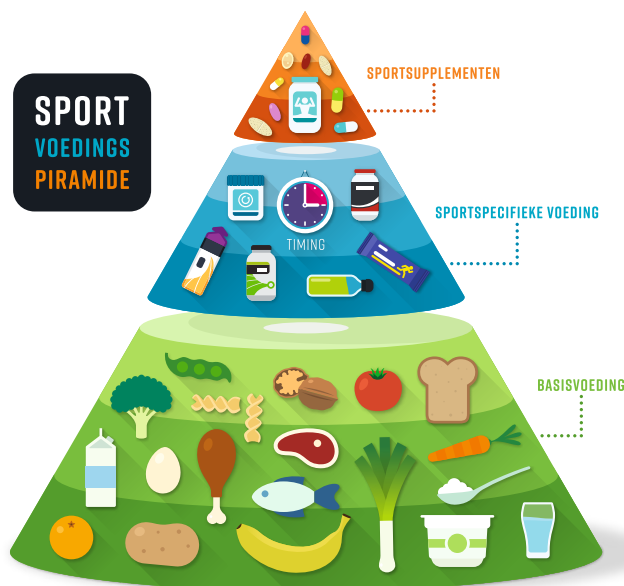 SPORT
VOEDINGS
PIRAMIDE
SPORTSUPPLEMENTEN
TIMING
SPORTSPECIFIEKE VOEDING
BASISVOEDING